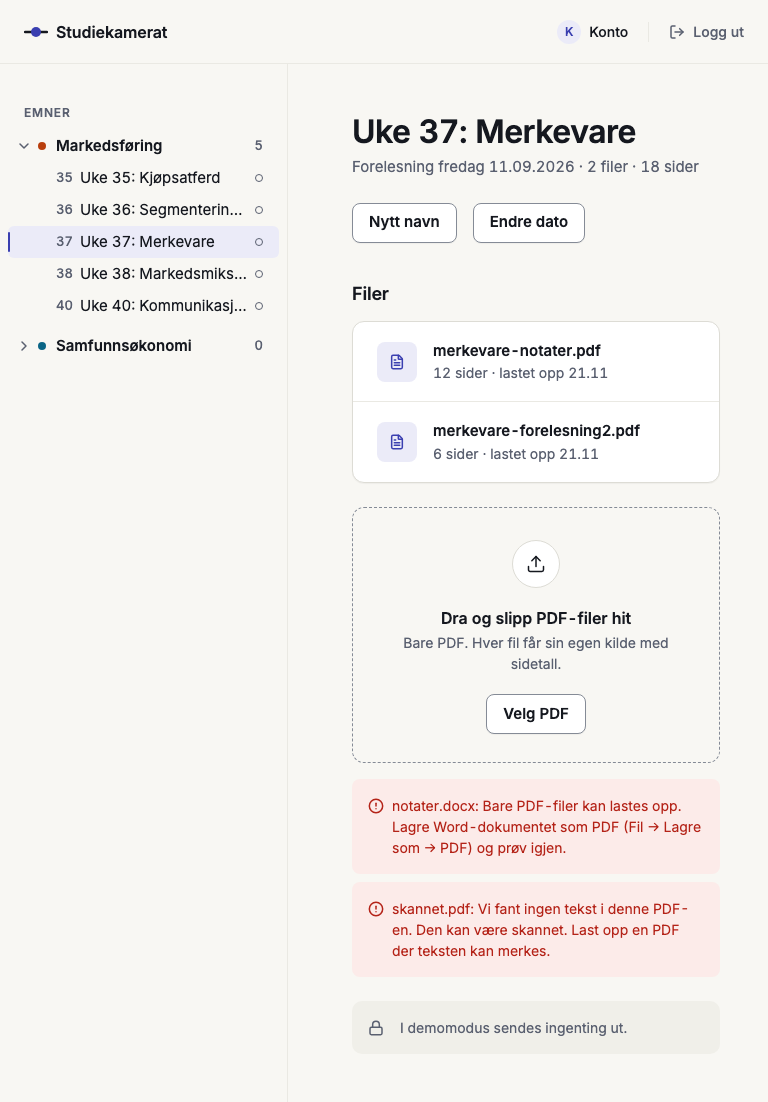 Studiekamerat
K Konto
Logg ut
EMNER
Markedsføring 5
35 Uke 35: Kjøpsatferd
36 Uke 36: Segmenterin...
37 Uke 37: Merkevare
38 Uke 38: Markedsmiks...
40 Uke 40: Kommunikasj...
Samfunnsøkonomi 0
Uke 37: Merkevare
Forelesning fredag 11.09.2026 · 2 filer · 18 sider
Nytt navn
Endre dato
Filer
merkevare-notater.pdf
12 sider · lastet opp 21.11
merkevare-forelesning2.pdf
6 sider · lastet opp 21.11
Dra og slipp PDF-filer hit
Bare PDF. Hver fil får sin egen kilde med
sidetall.
Velg PDF
notater.docx: Bare PDF-filer kan lastes opp.
Lagre Word-dokumentet som PDF (Fil → Lagre
som → PDF) og prøv igjen.
skannet.pdf: Vi fant ingen tekst i denne PDF-
en. Den kan være skannet. Last opp en PDF
der teksten kan merkes.
I demomodus sendes ingenting ut.